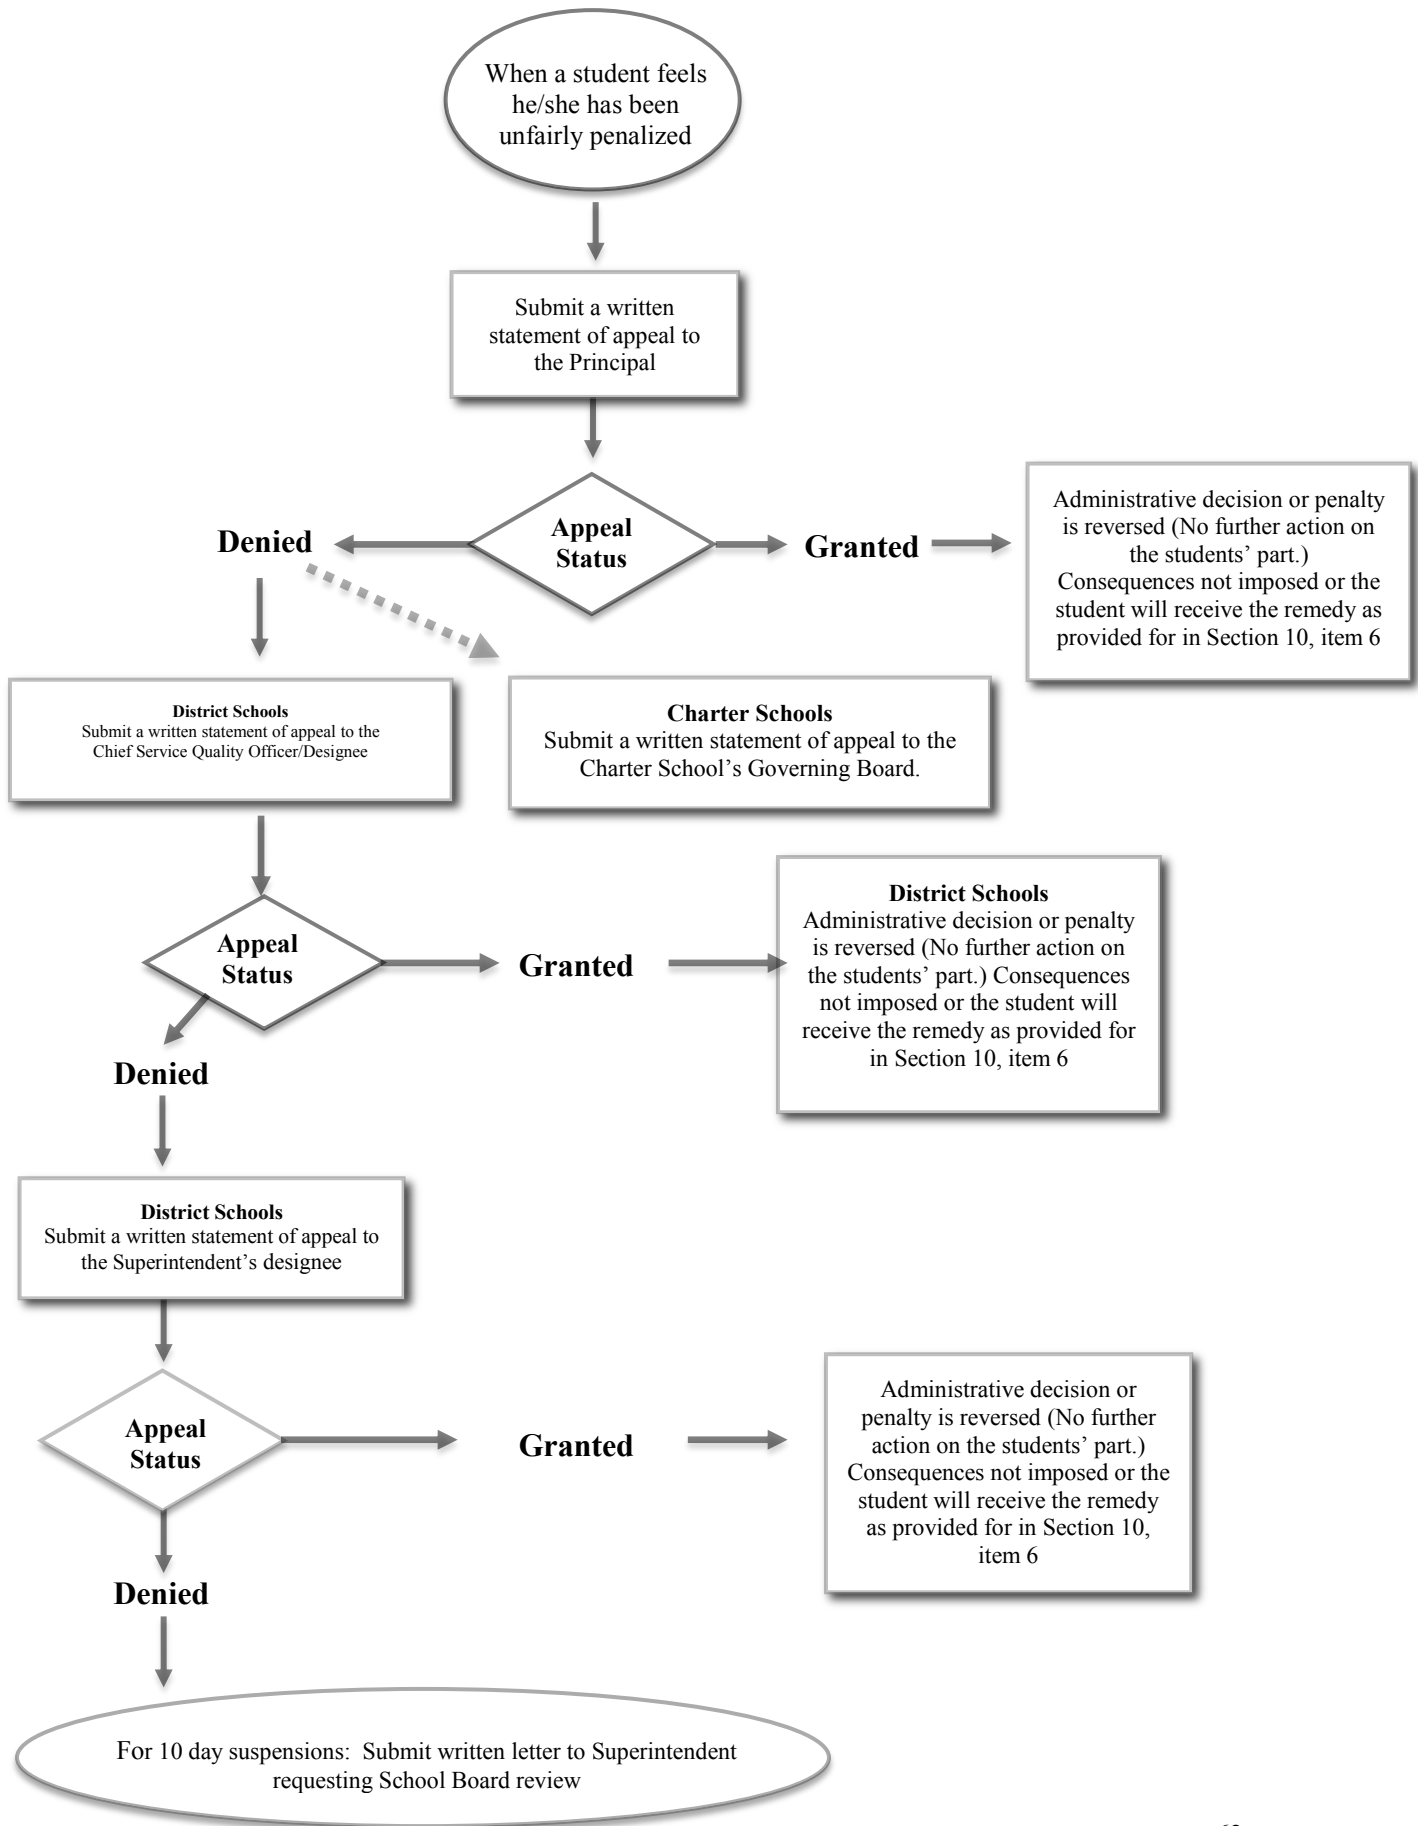 When a student feels
he/she has been
unfairly penalized
Submit a written
statement of appeal to
the Principal
Appeal
Status
Denied
Granted
Administrative decision or penalty
is reversed (No further action on
the students’ part.)
Consequences not imposed or the
student will receive the remedy as
provided for in Section 10, item 6
District Schools
Submit a written statement of appeal to the
Chief Service Quality Officer/Designee
Charter Schools
Submit a written statement of appeal to the
Charter School’s Governing Board.
Appeal
Status
Granted
District Schools
Administrative decision or penalty
is reversed (No further action on
the students’ part.) Consequences
not imposed or the student will
receive the remedy as provided for
in Section 10, item 6
Denied
District Schools
Submit a written statement of appeal to
the Superintendent’s designee
Appeal
Status
Granted
Administrative decision or
penalty is reversed (No further
action on the students’ part.)
Consequences not imposed or the
student will receive the remedy
as provided for in Section 10,
item 6
Denied
For 10 day suspensions:  Submit written letter to Superintendent
requesting School Board review